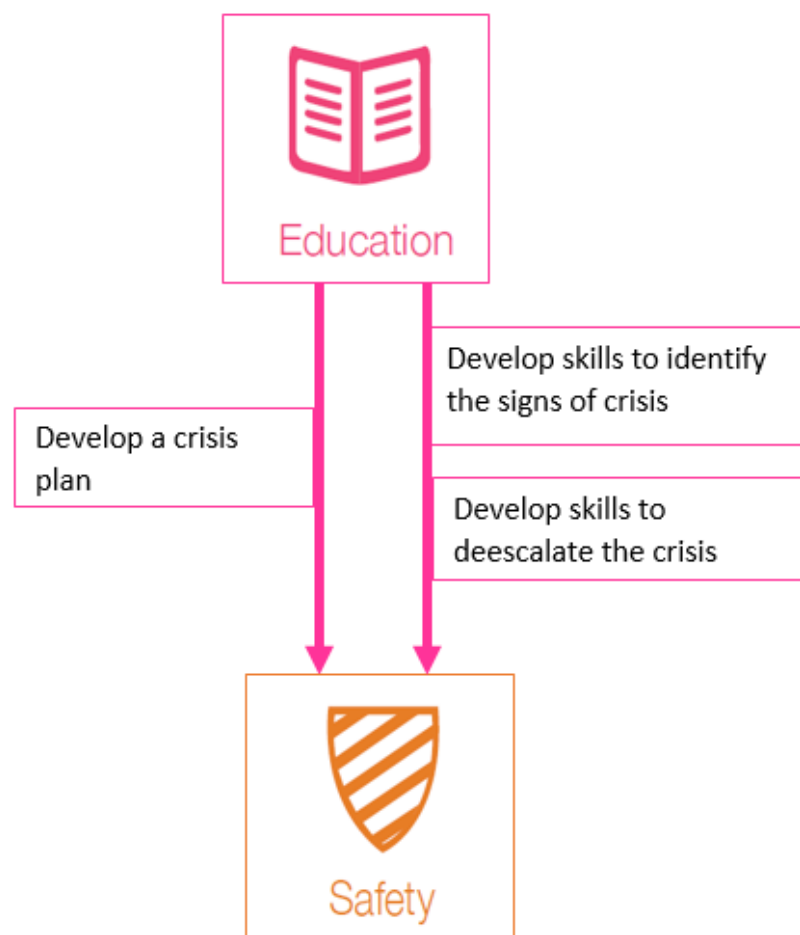 Education
Develop skills to identify
the signs of crisis
Develop a crisis
plan
Develop skills to
deescalate the crisis
Safety